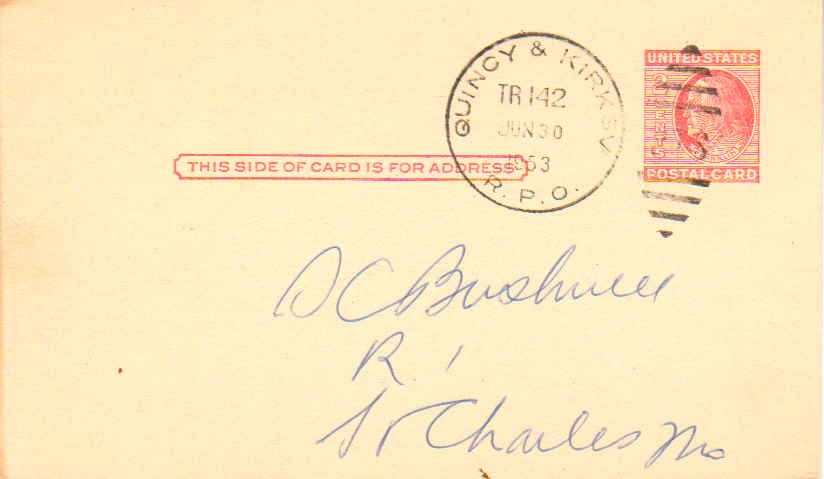 QUINCY & KIRKSV
TR 142
JUN 30
1953
R. P. O.
UNITED STATES
2 CENTS
S
POSTAL CARD
THIS SIDE OF CARD IS FOR ADDRESS
D C Bushnell
R. 1
St Charles Mo